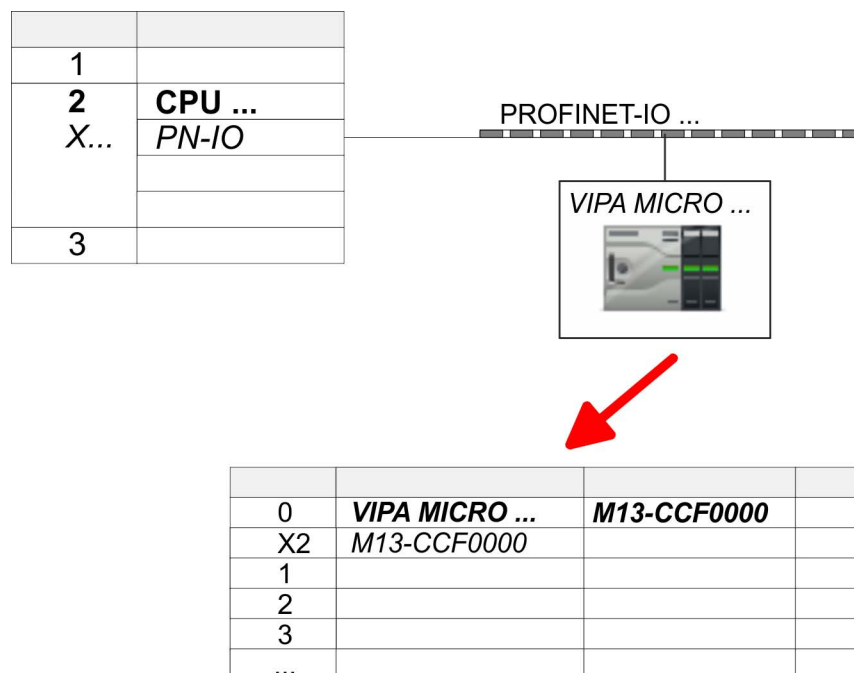 1
2 CPU ...
X... PN-IO
3
PROFINET-IO ...
VIPA MICRO ...
0 VIPA MICRO ... M13-CCF0000
X2 M13-CCF0000
1
2
3
...